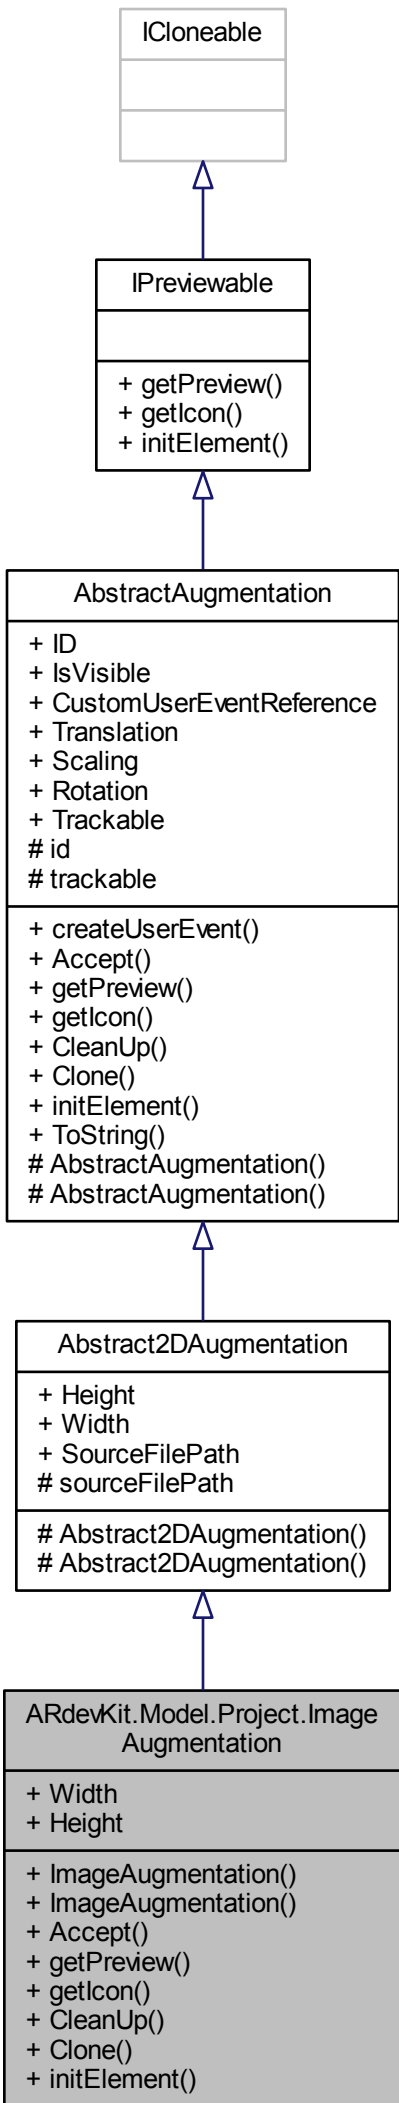 ICloneable
IPreviewable
+ getPreview()
+ getIcon()
+ initElement()
AbstractAugmentation
+ ID
+ IsVisible
+ CustomUserEventReference
+ Translation
+ Scaling
+ Rotation
+ Trackable
# id
# trackable
+ createUserEvent()
+ Accept()
+ getPreview()
+ getIcon()
+ CleanUp()
+ Clone()
+ initElement()
+ ToString()
# AbstractAugmentation()
# AbstractAugmentation()
Abstract2DAugmentation
+ Height
+ Width
+ SourceFilePath
# sourceFilePath
# Abstract2DAugmentation()
# Abstract2DAugmentation()
ARdevKit.Model.Project.Image
Augmentation
+ Width
+ Height
+ ImageAugmentation()
+ ImageAugmentation()
+ Accept()
+ getPreview()
+ getIcon()
+ CleanUp()
+ Clone()
+ initElement()